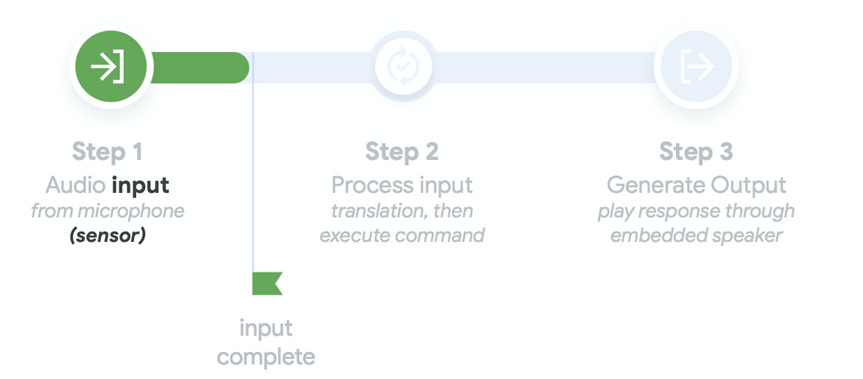 Step 1
Audio input
from microphone
(sensor)
Step 2
Process input
translation, then
execute command
Step 3
Generate Output
play response through
embedded speaker
input
complete